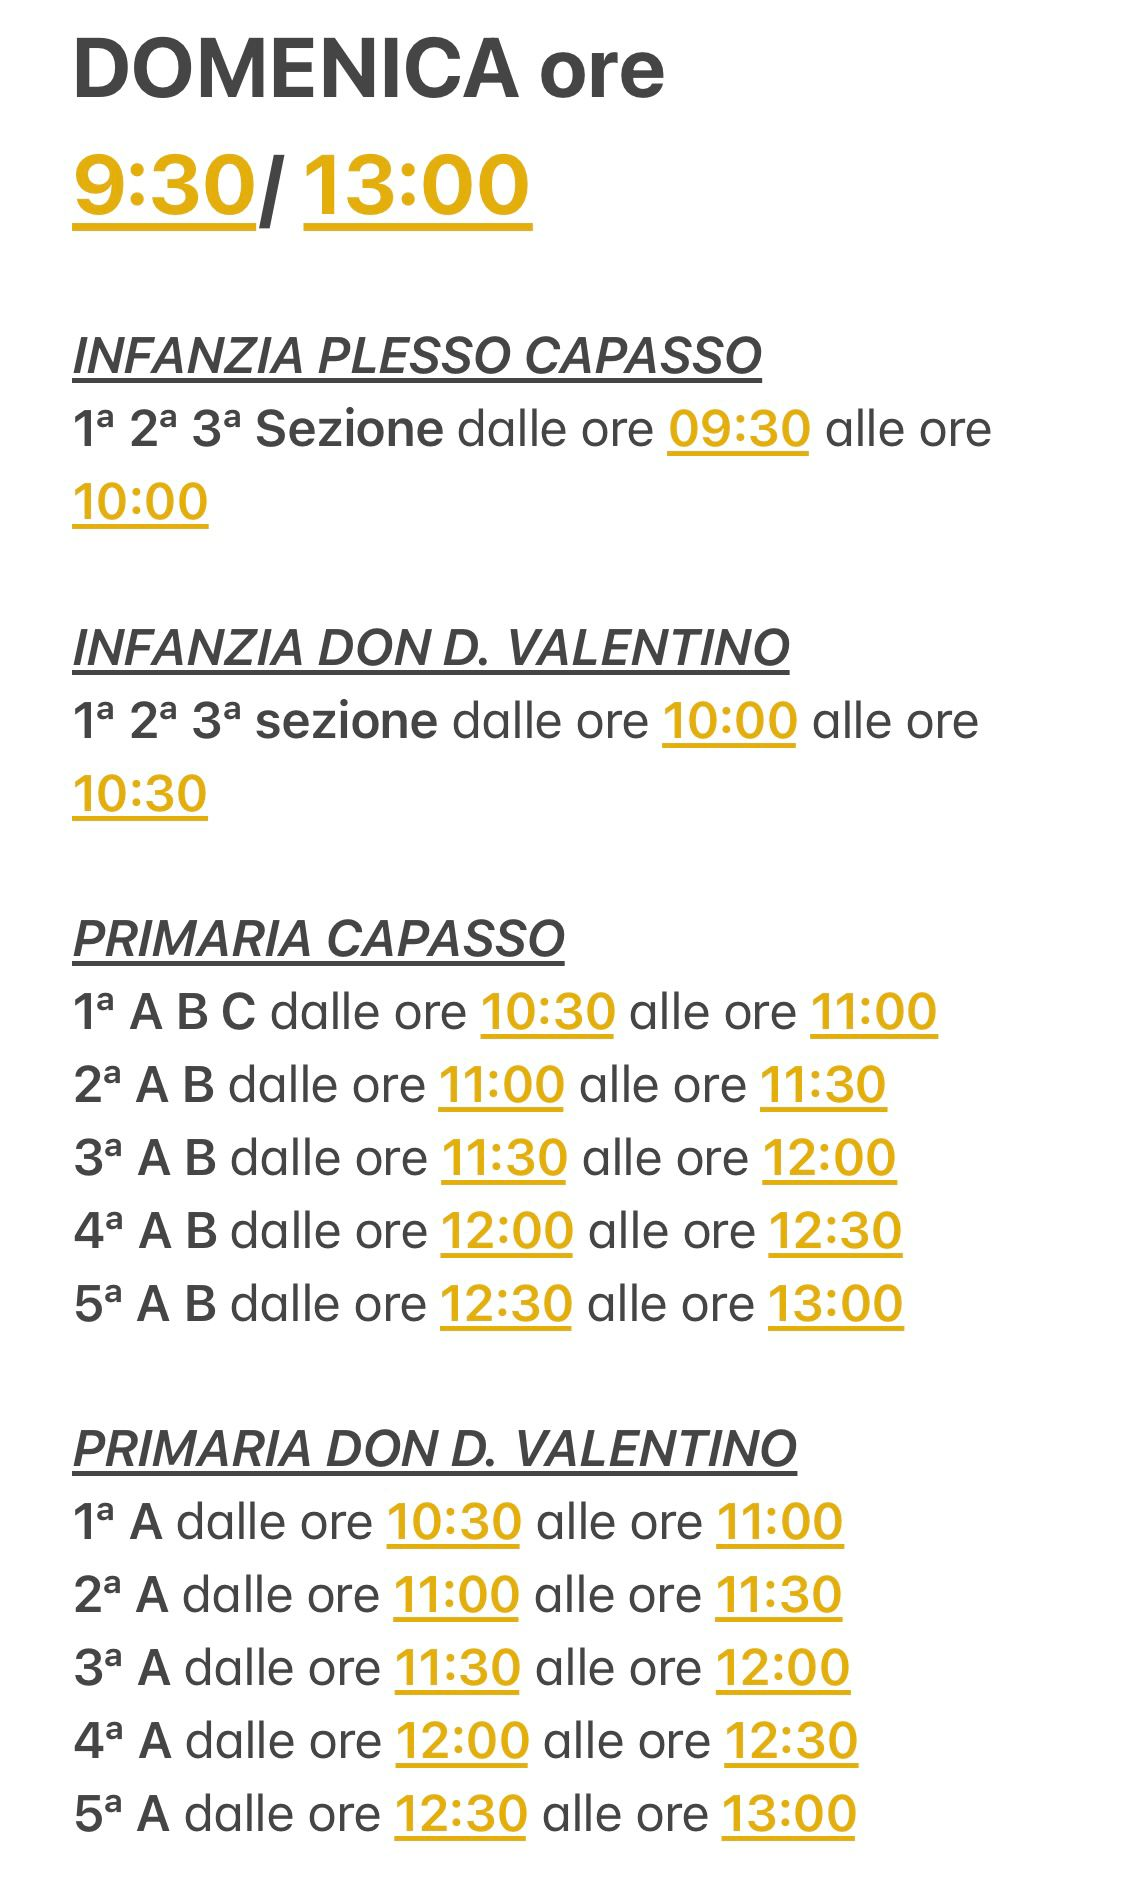 DOMENICA ore
9:30/ 13:00
INFANZIA PLESSO CAPASSO
1ª 2ª 3ª Sezione dalle ore 09:30 alle ore
10:00
INFANZIA DON D. VALENTINO
1ª 2ª 3ª sezione dalle ore 10:00 alle ore
10:30
PRIMARIA CAPASSO
1ª A B C dalle ore 10:30 alle ore 11:00
2ª A B dalle ore 11:00 alle ore 11:30
3ª A B dalle ore 11:30 alle ore 12:00
4ª A B dalle ore 12:00 alle ore 12:30
5ª A B dalle ore 12:30 alle ore 13:00
PRIMARIA DON D. VALENTINO
1ª A dalle ore 10:30 alle ore 11:00
2ª A dalle ore 11:00 alle ore 11:30
3ª A dalle ore 11:30 alle ore 12:00
4ª A dalle ore 12:00 alle ore 12:30
5ª A dalle ore 12:30 alle ore 13:00